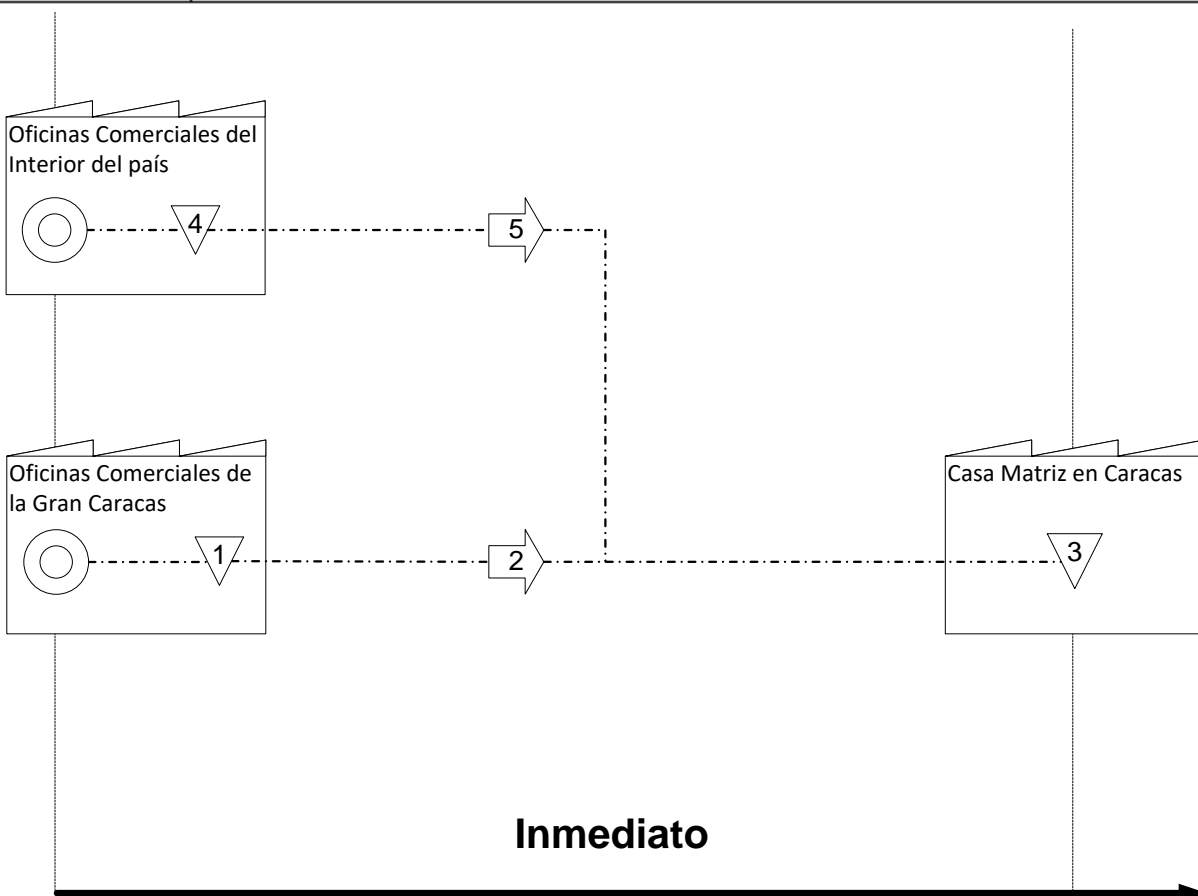 Oficinas Comerciales del
Interior del país
4
5
Oficinas Comerciales de
la Gran Caracas
1
2
Casa Matriz en Caracas
3
Inmediato